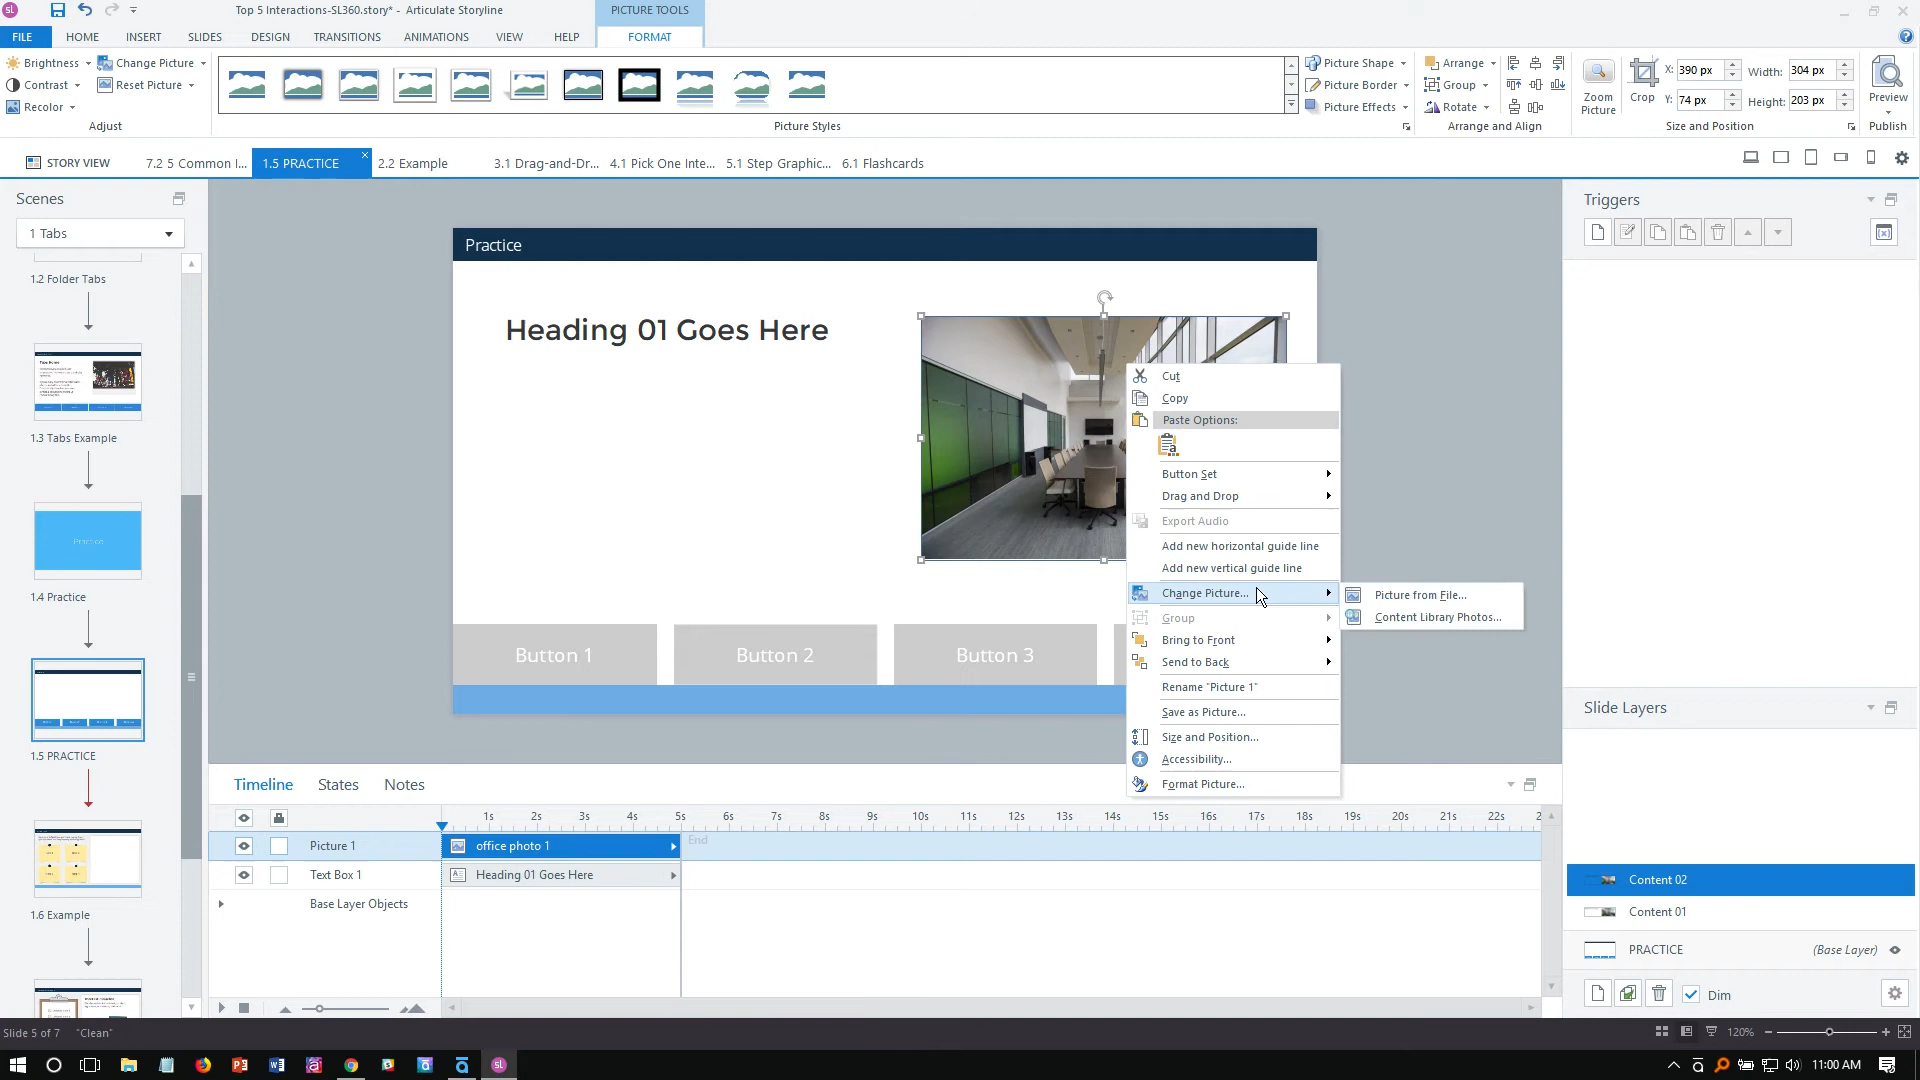 sl
Top 5 Interactions-SL360.story* - Articulate Storyline
PICTURE TOOLS
FILE HOME INSERT SLIDES DESIGN TRANSITIONS ANIMATIONS VIEW HELP FORMAT
Brightness Change Picture
Contrast Reset Picture
Recolor
Adjust
Picture Styles
Picture Shape
Picture Border
Picture Effects
Arrange
Group
Rotate
Arrange and Align
Zoom Picture
Crop
X: 390 px Width: 304 px
Y: 74 px Height: 203 px
Size and Position
Preview
Publish
STORY VIEW 7.2 5 Common I... 1.5 PRACTICE 2.2 Example 3.1 Drag-and-Dr... 4.1 Pick One Inte... 5.1 Step Graphic... 6.1 Flashcards
Scenes
1 Tabs
1.2 Folder Tabs
1.3 Tabs Example
Practice
1.4 Practice
1.5 PRACTICE
1.6 Example
Practice
Heading 01 Goes Here
Button 1 Button 2 Button 3
Cut
Copy
Paste Options:
Button Set
Drag and Drop
Export Audio
Add new horizontal guide line
Add new vertical guide line
Change Picture...
Group
Bring to Front
Send to Back
Rename "Picture 1"
Save as Picture...
Size and Position...
Accessibility...
Format Picture...
Picture from File...
Content Library Photos...
Triggers
Slide Layers
Content 02
Content 01
PRACTICE (Base Layer)
Dim
Timeline States Notes
1s 2s 3s 4s 5s 6s 7s 8s 9s 10s 11s 12s 13s 14s 15s 16s 17s 18s 19s 20s 21s 22s 2
Picture 1 office photo 1 End
Text Box 1 Heading 01 Goes Here
Base Layer Objects
Slide 5 of 7 "Clean" 120%
11:00 AM